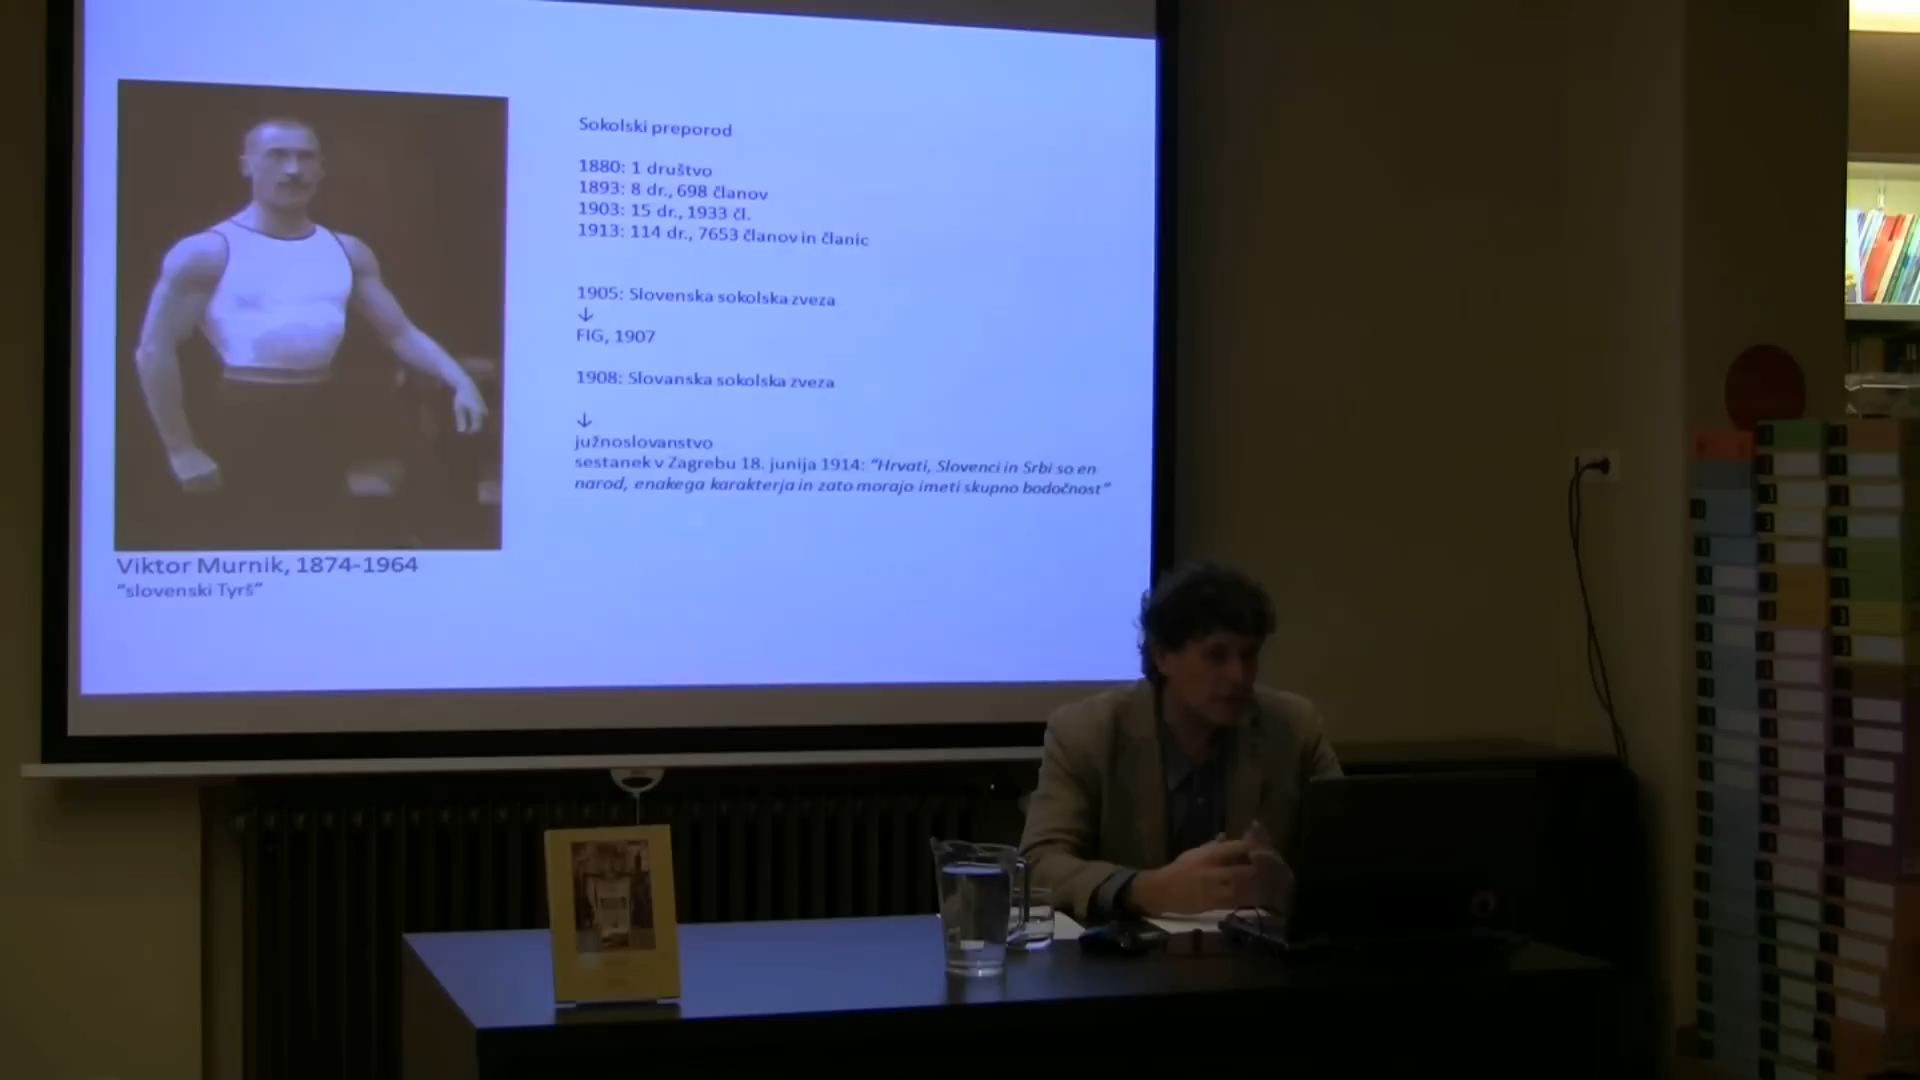 Sokolski preporod
1880: 1 društvo
1893: 8 dr., 698 članov
1903: 15 dr., 1933 čl.
1913: 114 dr., 7653 članov in članic
1905: Slovenska sokolska zveza
↓
FIG, 1907
1908: Slovanska sokolska zveza
↓
južnoslovanstvo
sestanek v Zagrebu 18. junija 1914: “Hrvati, Slovenci in Srbi so en
narod, enakega karakterja in zato morajo imeti skupno bodočnost”
Viktor Murnik, 1874-1964
“slovenski Tyrš”